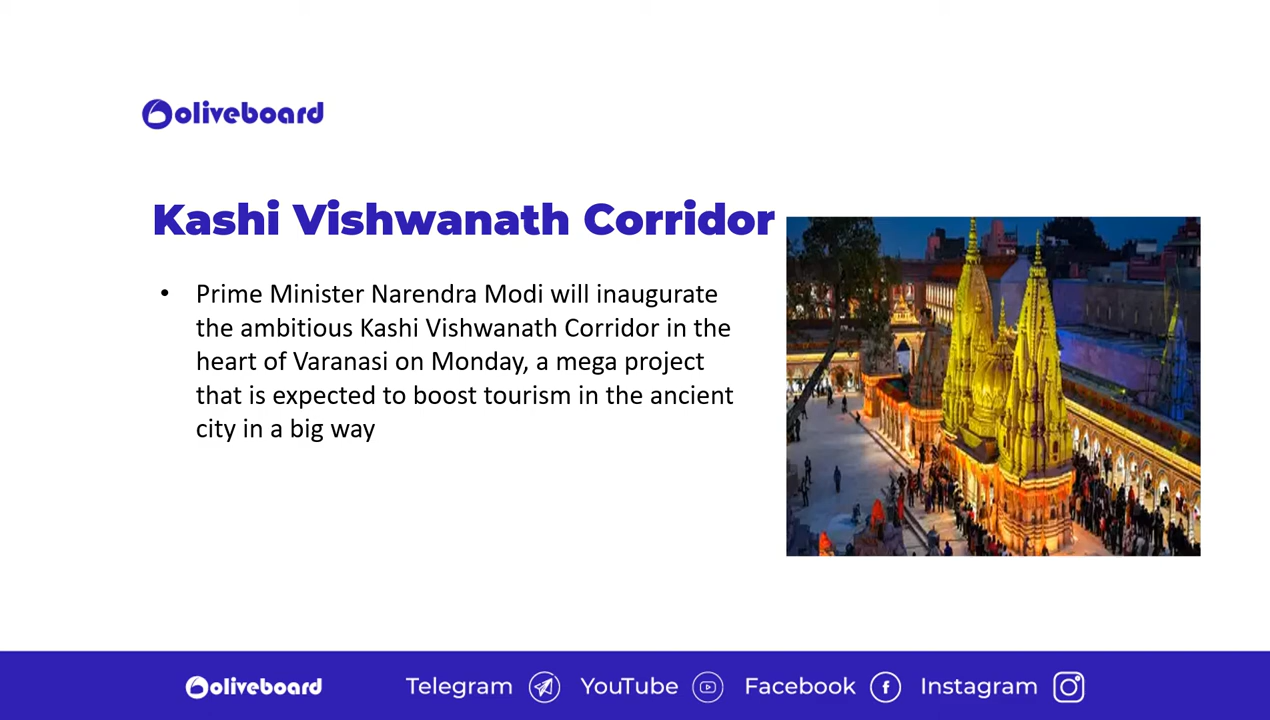 oliveboard
Kashi Vishwanath Corridor
• Prime Minister Narendra Modi will inaugurate
the ambitious Kashi Vishwanath Corridor in the
heart of Varanasi on Monday, a mega project
that is expected to boost tourism in the ancient
city in a big way
oliveboard Telegram YouTube Facebook Instagram